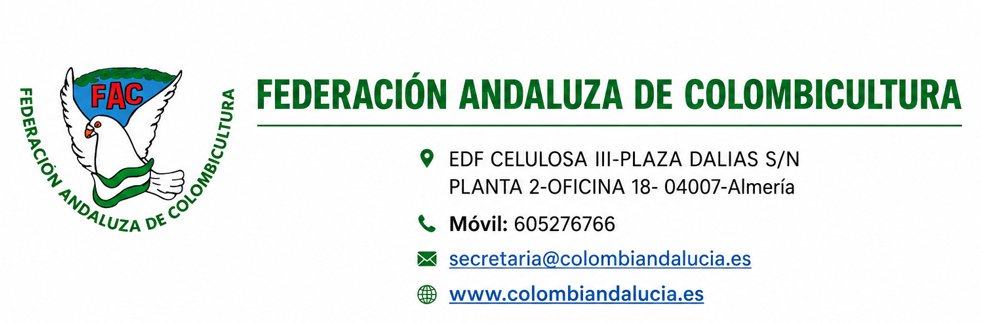 FAC
FEDERACIÓN ANDALUZA DE COLOMBICULTURA
FEDERACIÓN ANDALUZA DE COLOMBICULTURA
EDF CELULOSA III-PLAZA DALIAS S/N
PLANTA 2-OFICINA 18- 04007-Almería
Móvil: 605276766
secretaria@colombiandalucia.es
www.colombiandalucia.es